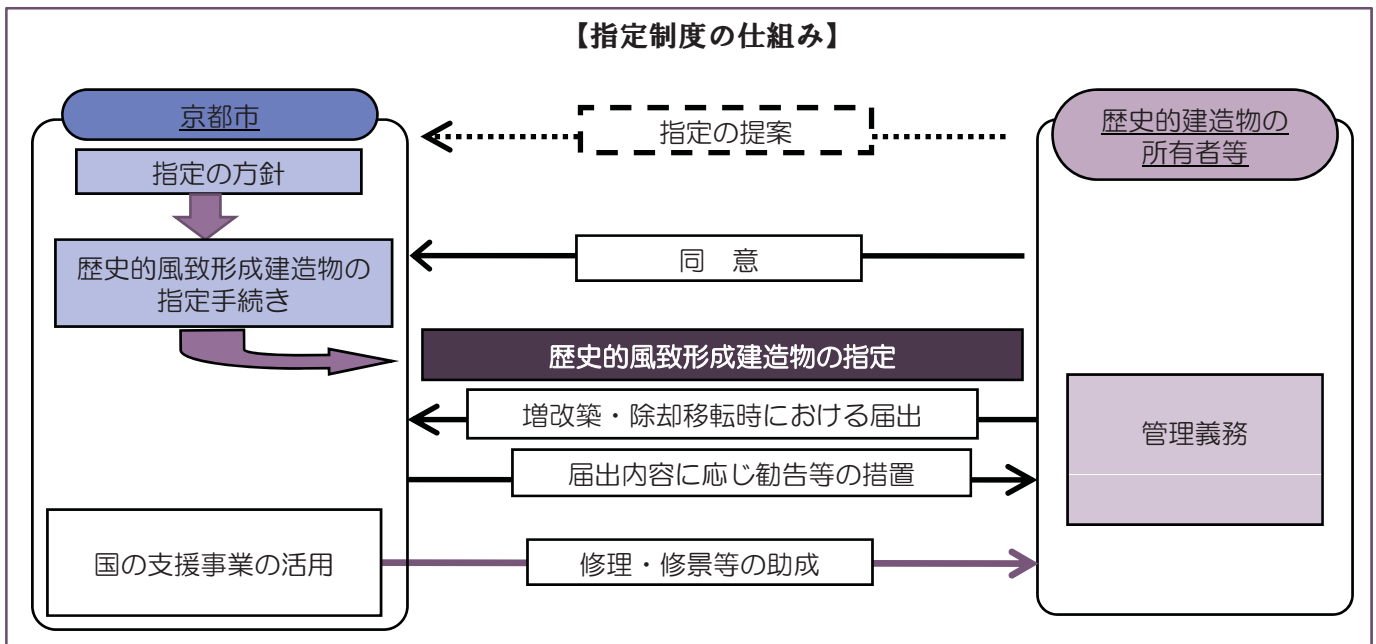 【指定制度の仕組み】
京都市
指定の方針
歴史的風致形成建造物の
指定手続き
国の支援事業の活用
指定の提案
同　意
歴史的風致形成建造物の指定
増改築・除却移転時における届出
届出内容に応じ勧告等の措置
修理・修景等の助成
歴史的建造物の
所有者等
管理義務